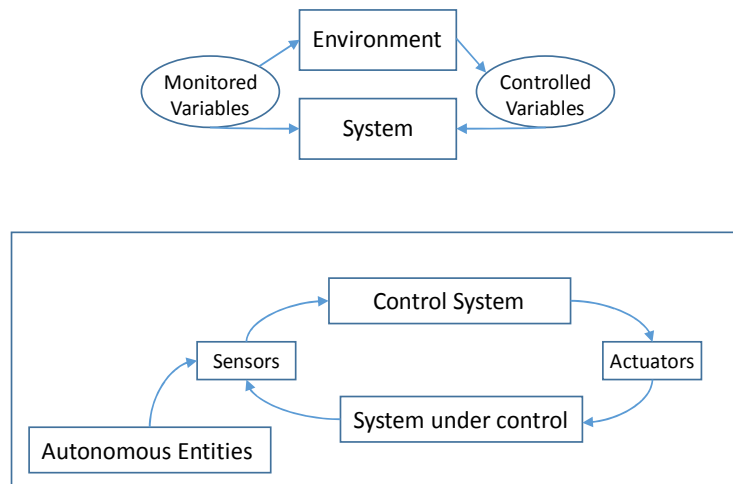 Environment
Monitored
Variables
Controlled
Variables
System
Control System
Sensors
Actuators
System under control
Autonomous Entities